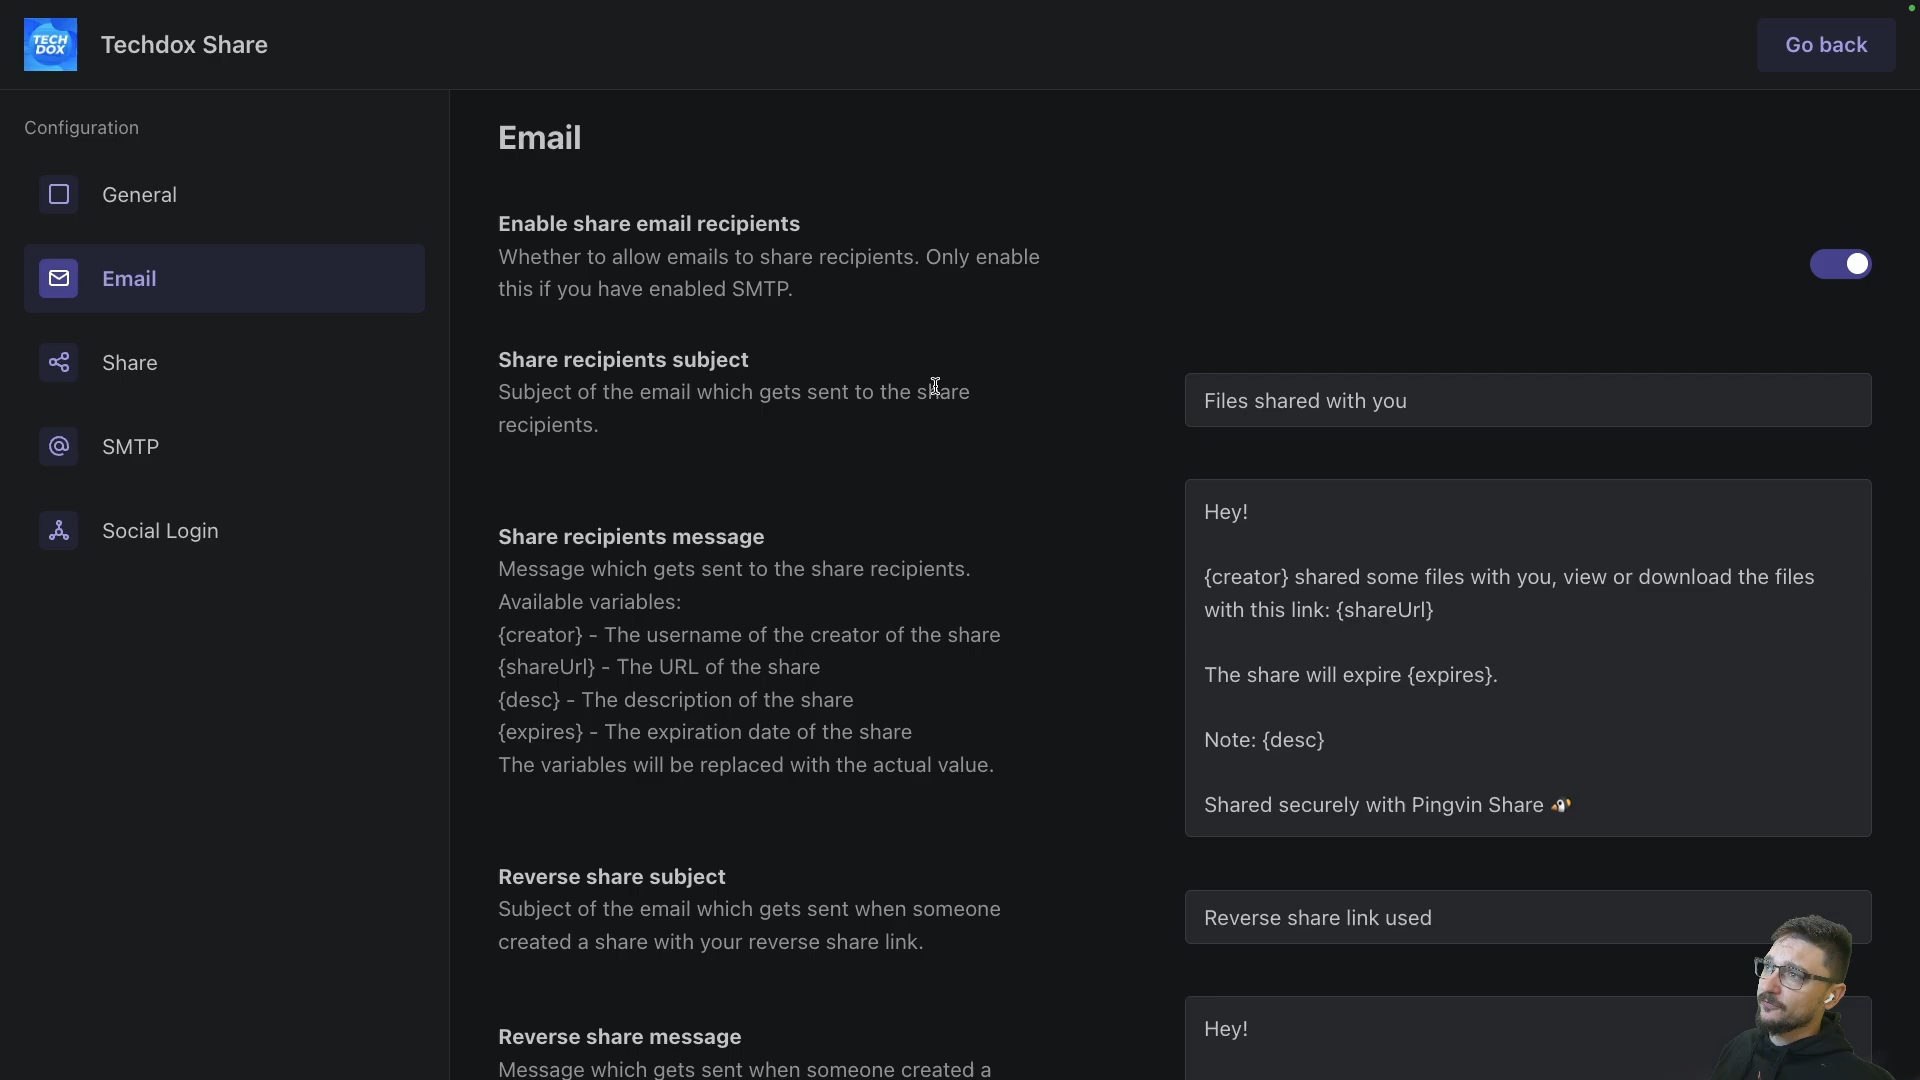 TECH
DOX
Techdox Share
Go back
Configuration
General
Email
Share
SMTP
Social Login
Email
Enable share email recipients
Whether to allow emails to share recipients. Only enable
this if you have enabled SMTP.
Share recipients subject
Subject of the email which gets sent to the share
recipients.
Files shared with you
Share recipients message
Message which gets sent to the share recipients.
Available variables:
{creator} - The username of the creator of the share
{shareUrl} - The URL of the share
{desc} - The description of the share
{expires} - The expiration date of the share
The variables will be replaced with the actual value.
Hey!
{creator} shared some files with you, view or download the files
with this link: {shareUrl}
The share will expire {expires}.
Note: {desc}
Shared securely with Pingvin Share 🐧
Reverse share subject
Subject of the email which gets sent when someone
created a share with your reverse share link.
Reverse share link used
Reverse share message
Message which gets sent when someone created a
Hey!